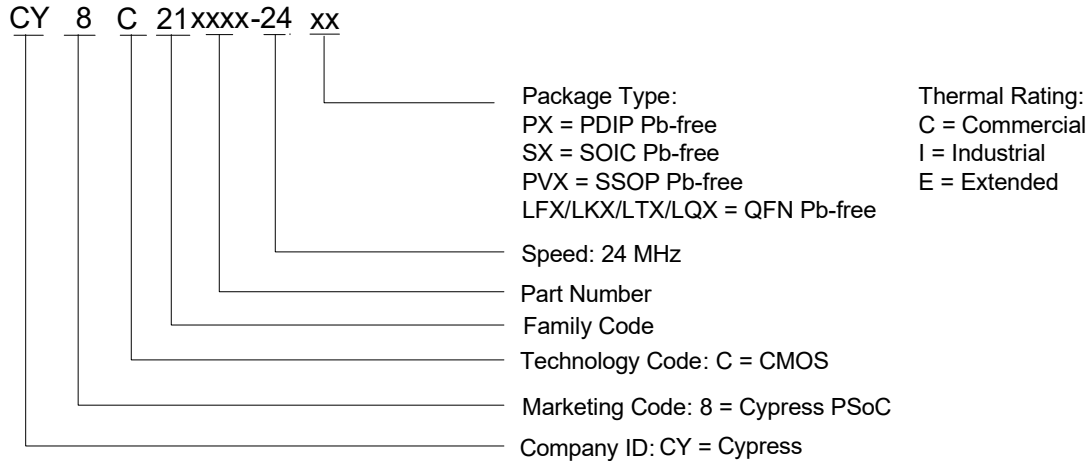 CY 8 C 21xxxx-24 xx
Package Type:
PX = PDIP Pb-free
SX = SOIC Pb-free
PVX = SSOP Pb-free
LFX/LKX/LTX/LQX = QFN Pb-free
Thermal Rating:
C = Commercial
I = Industrial
E = Extended
Speed: 24 MHz
Part Number
Family Code
Technology Code: C = CMOS
Marketing Code: 8 = Cypress PSoC
Company ID: CY = Cypress